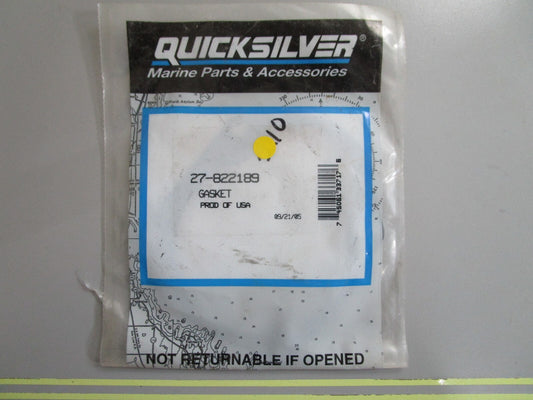 QUICKSILVER®
Marine Parts & Accessories
10
27-822189
GASKET
PROD OF USA
09/21/05
NOT RETURNABLE IF OPENED